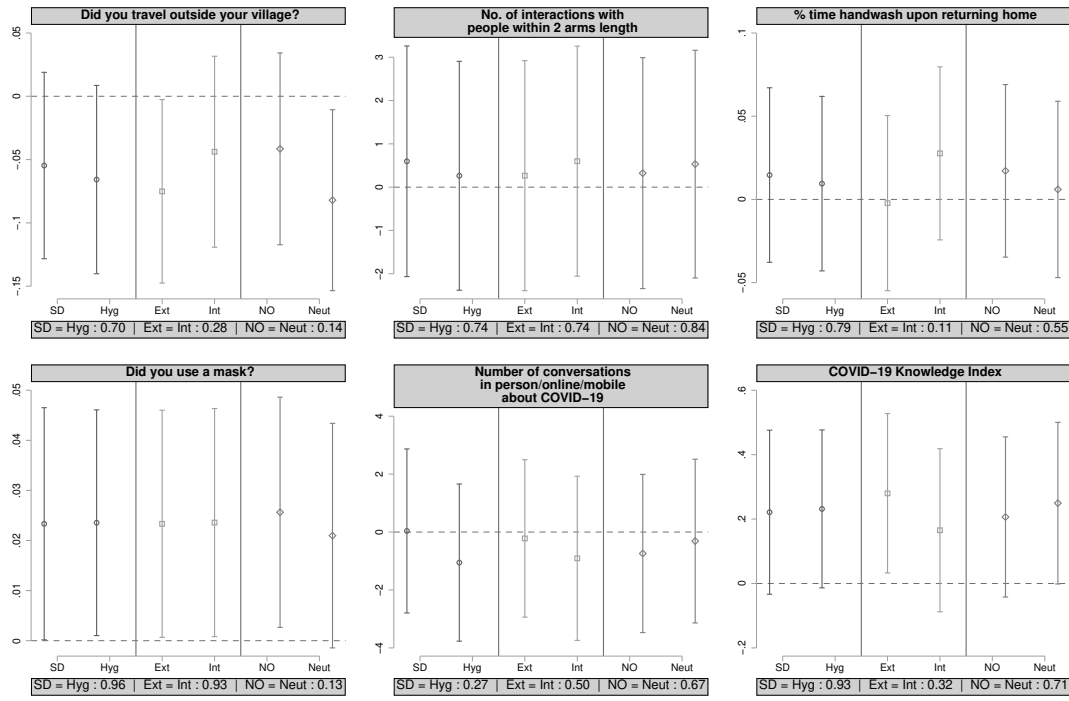 Did you travel outside your village?
.05
0
−.05
−.1
−.15
SD Hyg Ext Int NO Neut
SD = Hyg : 0.70 | Ext = Int : 0.28 | NO = Neut : 0.14
No. of interactions with
people within 2 arms length
3
2
1
0
−1
−2
SD Hyg Ext Int NO Neut
SD = Hyg : 0.74 | Ext = Int : 0.74 | NO = Neut : 0.84
% time handwash upon returning home
.1
.05
0
−.05
SD Hyg Ext Int NO Neut
SD = Hyg : 0.79 | Ext = Int : 0.11 | NO = Neut : 0.55
Did you use a mask?
.05
.04
.03
.02
.01
0
SD Hyg Ext Int NO Neut
SD = Hyg : 0.96 | Ext = Int : 0.93 | NO = Neut : 0.13
Number of conversations
in person/online/mobile
about COVID−19
4
2
0
−2
−4
SD Hyg Ext Int NO Neut
SD = Hyg : 0.27 | Ext = Int : 0.50 | NO = Neut : 0.67
COVID−19 Knowledge Index
.6
.4
.2
0
−.2
SD Hyg Ext Int NO Neut
SD = Hyg : 0.93 | Ext = Int : 0.32 | NO = Neut : 0.71